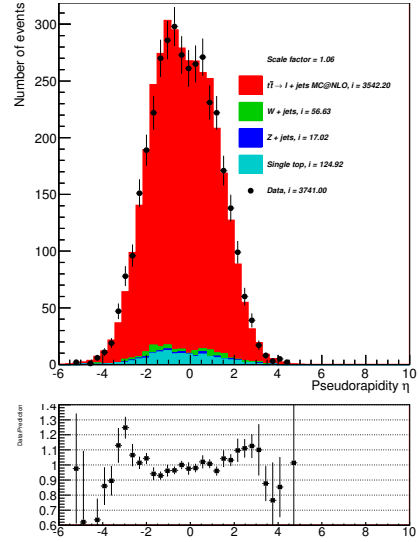 Number of events
300
250
200
150
100
50
0
Scale factor = 1.06
tt̄→ l + jets MC@NLO, i = 3542.20
W + jets, i = 56.63
Z + jets, i = 17.02
Single top, i = 124.92
Data, i = 3741.00
-6 -4 -2 0 2 4 6 8 10
Pseudorapidity η
Data/Prediction
1.4
1.3
1.2
1.1
1
0.9
0.8
0.7
0.6
-6 -4 -2 0 2 4 6 8 10